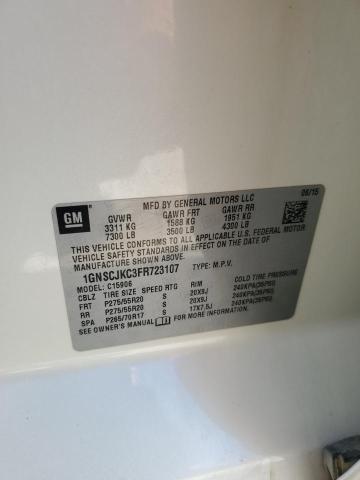 06/15
GM
MFD BY GENERAL MOTORS LLC
GVWR GAWR FRT GAWR RR
3311 KG 1588 KG 1951 KG
7300 LB 3500 LB 4300 LB
THIS VEHICLE CONFORMS TO ALL APPLICABLE U.S. FEDERAL MOTOR
VEHICLE SAFETY STANDARDS IN EFFECT ON THE DATE OF
MANUFACTURE SHOWN ABOVE.
1GNSCJKC3FR723107 TYPE: M.P.V.
MODEL: C15906
CBLZ TIRE SIZE SPEED RTG RIM COLD TIRE PRESSURE
FRT P275/55R20 S 20X9J 240KPA(35PSI)
RR P275/55R20 S 20X9J 240KPA(35PSI)
SPA P265/70R17 S 17X7.5J 240KPA(35PSI)
SEE OWNER'S MANUAL FOR MORE INFORMATION.